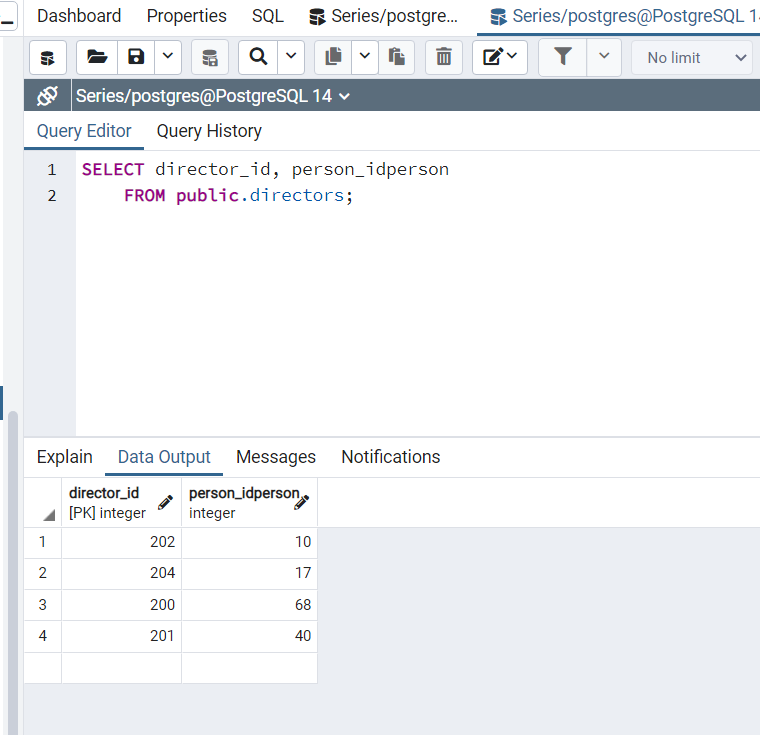 Dashboard Properties SQL Series/postgre... Series/postgres@PostgreSQL 14
No limit
Series/postgres@PostgreSQL 14
Query Editor Query History
1 SELECT director_id, person_idperson
2 FROM public.directors;
Explain Data Output Messages Notifications
director_id person_idperson
[PK] integer integer
1 202 10
2 204 17
3 200 68
4 201 40